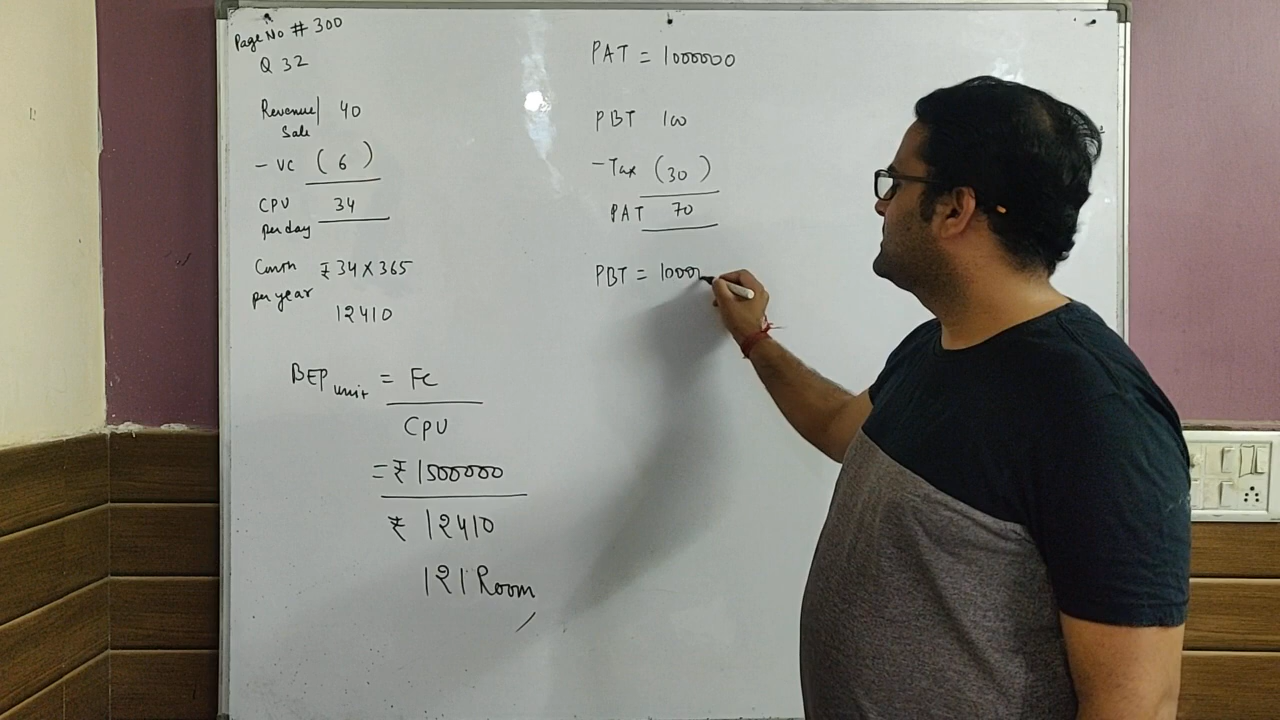 Page No # 300
Q 32
Revenue/ 40
Sale
- VC (6)
CPU 34
per day
Contn ₹ 34 X 365
per year
12410
BEP unit = FC
CPU
= ₹ 1500000
₹ 12410
121 Room
PAT = 1000000
PBT 100
- Tax (30)
PAT 70
PBT = 1000